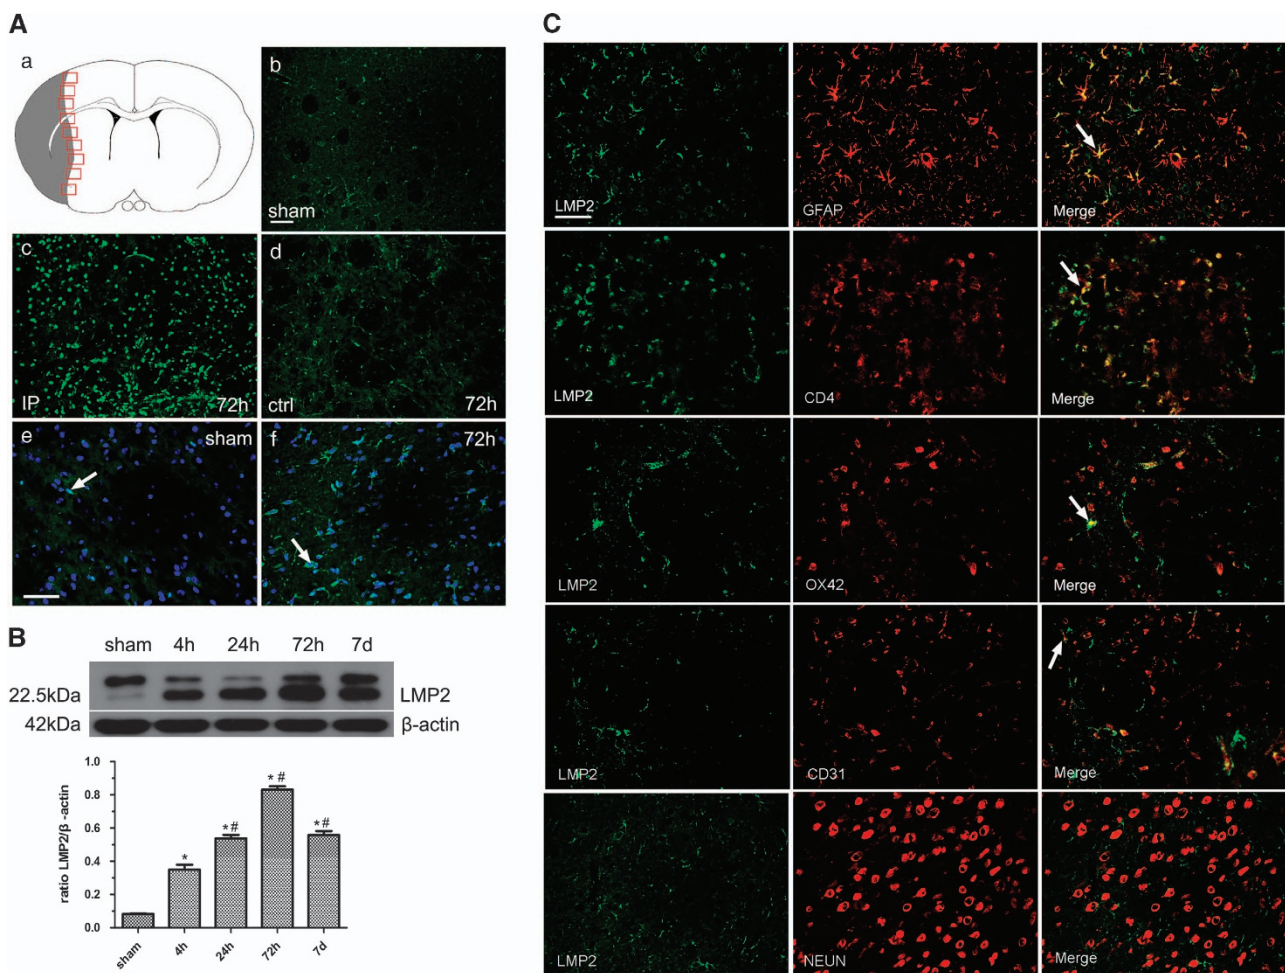 A
a
b
sham
c
IP
72h
d
ctrl
72h
e
sham
f
72h
B
sham 4h 24h 72h 7d
22.5kDa
LMP2
42kDa
β-actin
ratio LMP2/β -actin
1.0
0.8
0.6
0.4
0.2
0.0
*
* #
* #
* #
sham
4h
24h
72h
7d
C
LMP2
GFAP
Merge
LMP2
CD4
Merge
LMP2
OX42
Merge
LMP2
CD31
Merge
LMP2
NEUN
Merge